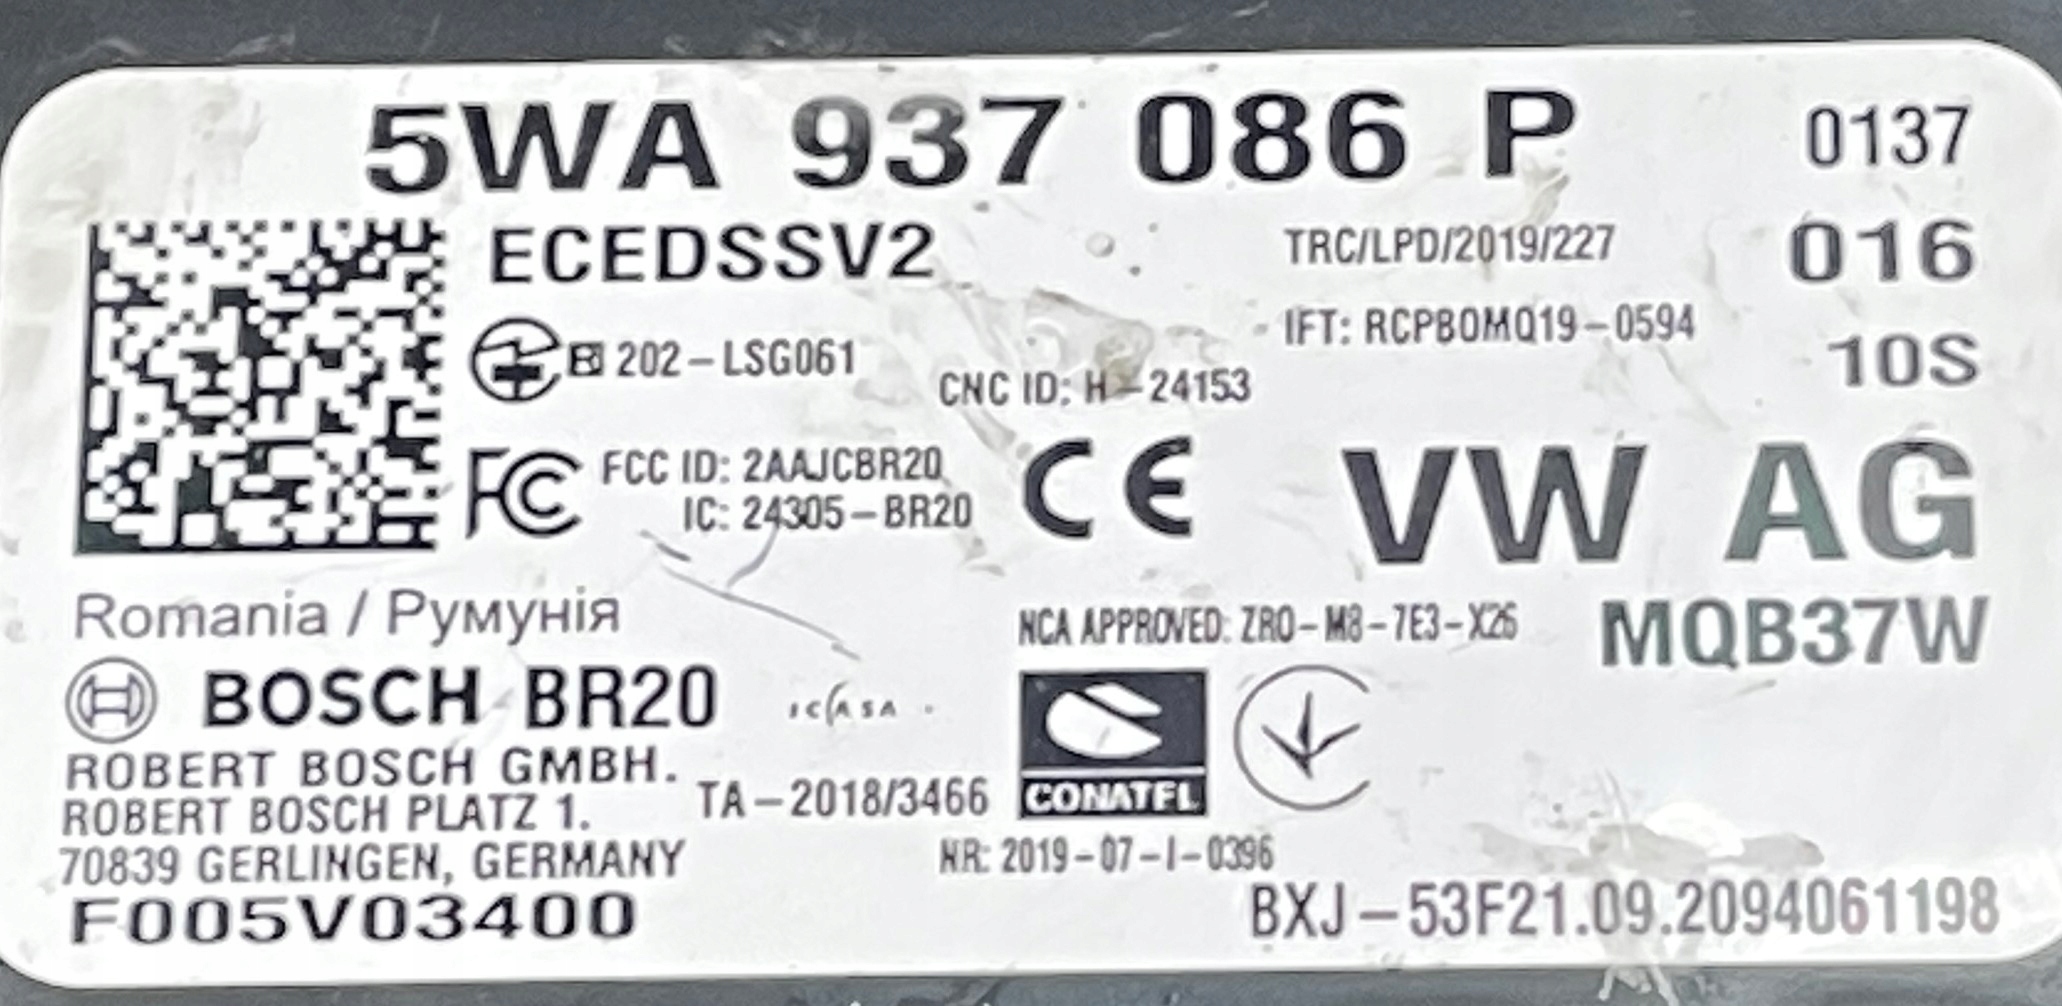 5WA 937 086 P
0137
ECEDSSV2
TRC/LPD/2019/227
016
IFT: RCPBOMQ19-0594
10S
R 202-LSG061
CNC ID: H-24153
FC FCC ID: 2AAJCBR20
IC: 24305-BR20
CE
VW AG
Romania / Румунія
NCA APPROVED: ZRO-M8-7E3-X26
MQB37W
BOSCH BR20
ICASA
ROBERT BOSCH GMBH.
ROBERT BOSCH PLATZ 1.
TA-2018/3466
CONATEL
70839 GERLINGEN, GERMANY
NR: 2019-07-I-0396
F005V03400
BXJ-53F21.09.2094061198